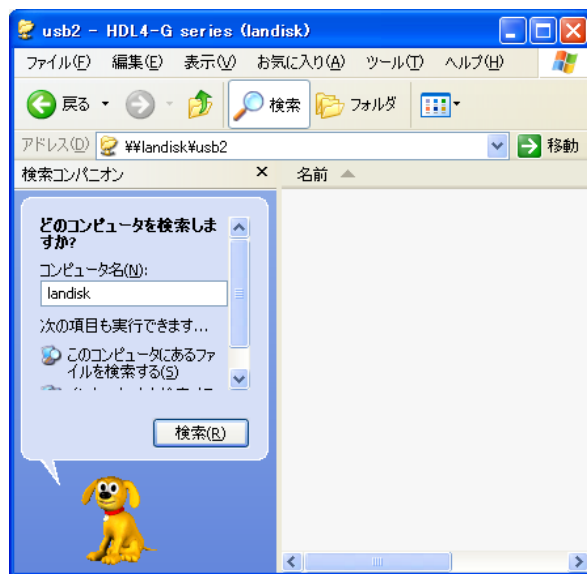 usb2 - HDL4-G series (landisk)
ファイル(F) 編集(E) 表示(V) お気に入り(A) ツール(T) ヘルプ(H)
戻る 検索 フォルダ
アドレス(D) ¥¥landisk¥usb2 移動
検索コンパニオン × 名前
どのコンピュータを検索しま
すか?
コンピュータ名(N):
landisk
次の項目も実行できます...
このコンピュータにあるファ
イルを検索する(S)
検索(R)